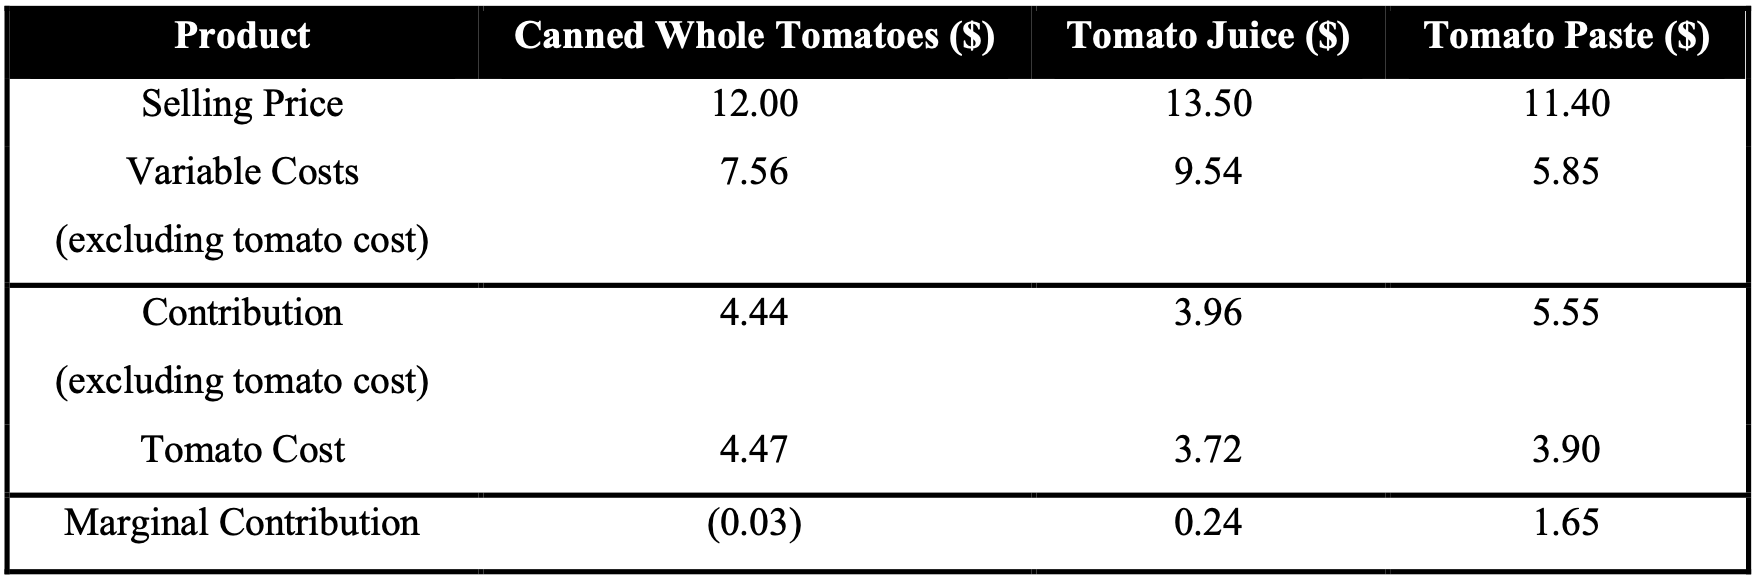 Product Canned Whole Tomatoes ($) Tomato Juice ($) Tomato Paste ($)
Selling Price 12.00 13.50 11.40
Variable Costs 7.56 9.54 5.85
(excluding tomato cost)
Contribution 4.44 3.96 5.55
(excluding tomato cost)
Tomato Cost 4.47 3.72 3.90
Marginal Contribution (0.03) 0.24 1.65